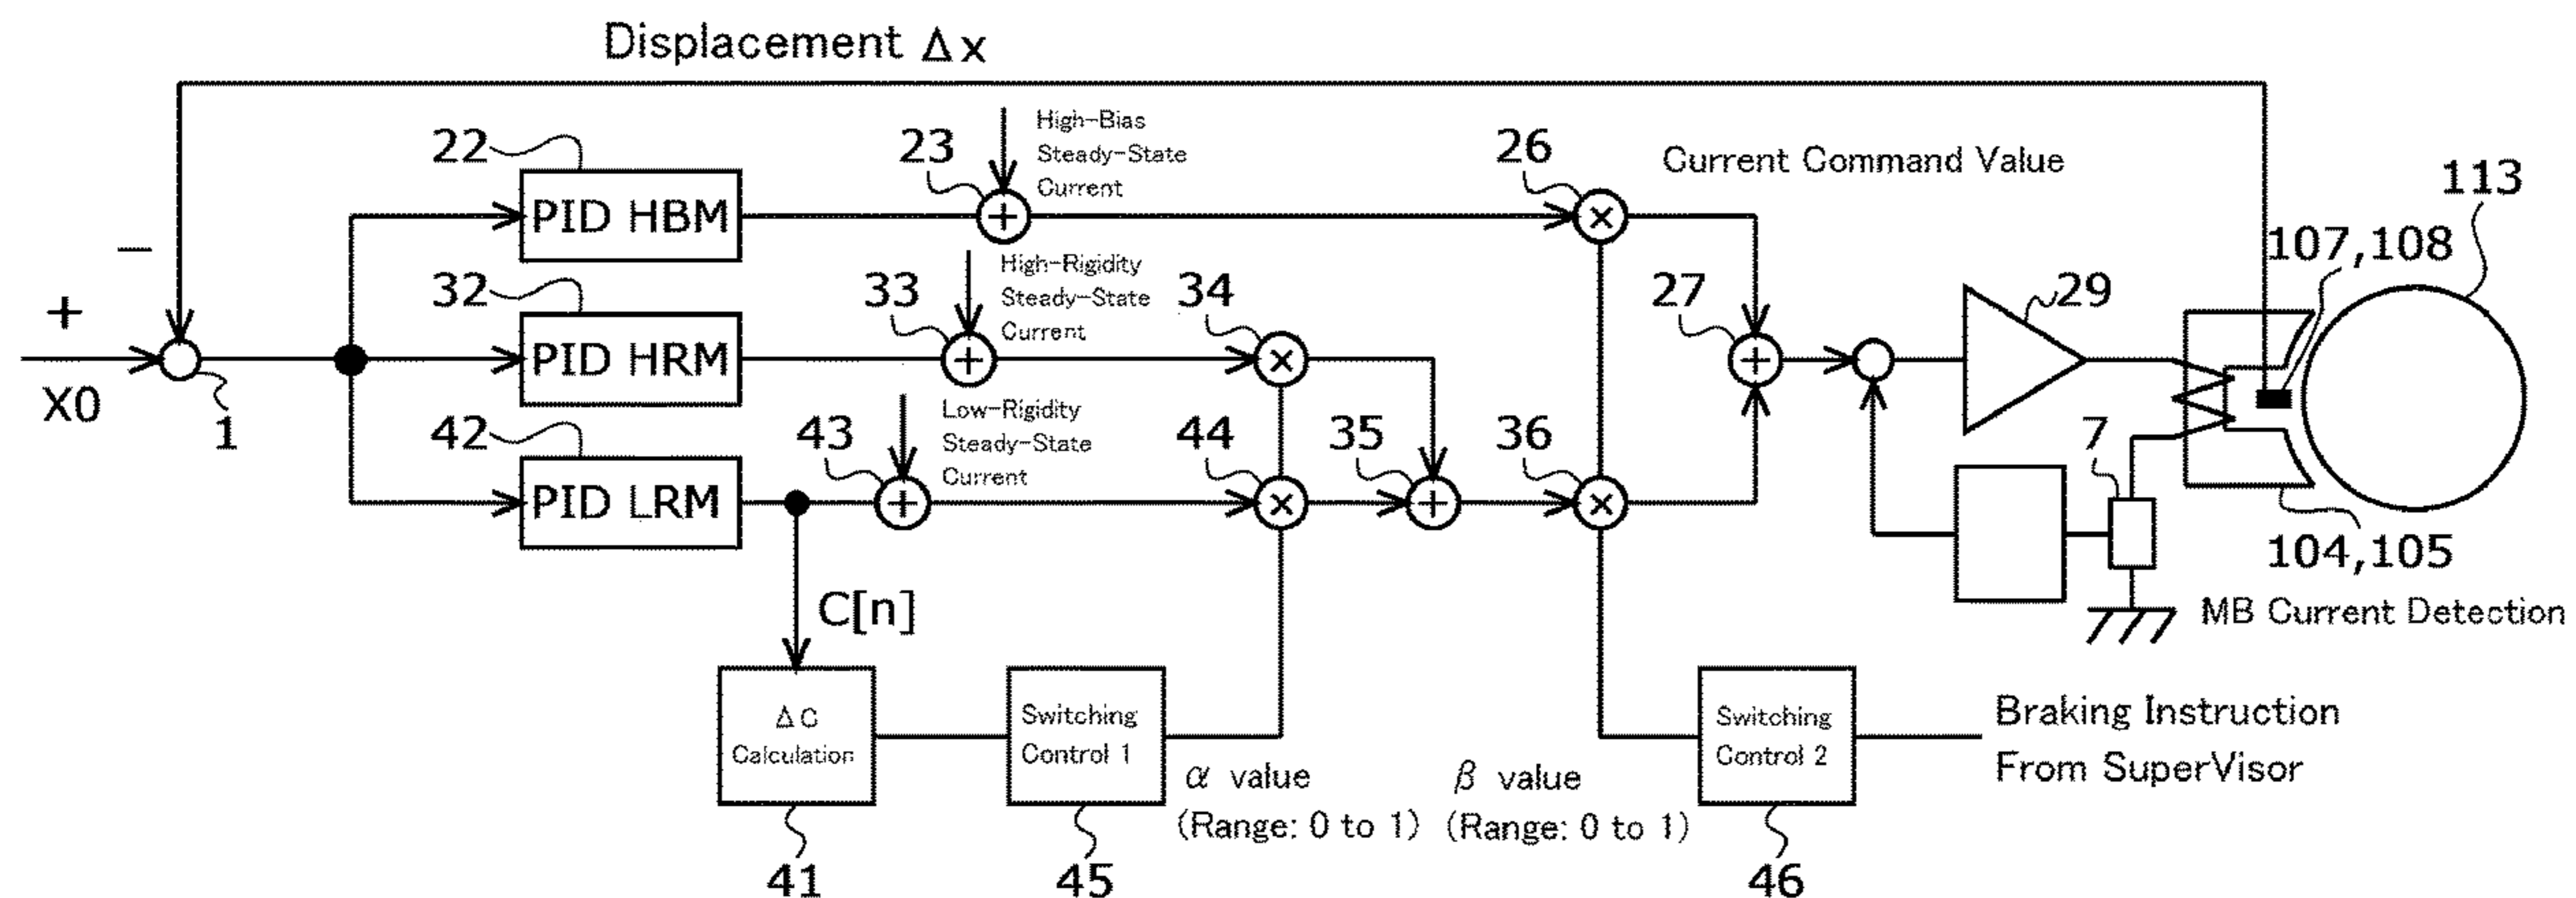 Displacement Δx
22
PID HBM
23
High-Bias
Steady-State
Current
26
Current Command Value
113
107,108
−
+
X0
1
32
PID HRM
33
High-Rigidity
Steady-State
Current
34
27
29
42
PID LRM
43
Low-Rigidity
Steady-State
Current
44
35
36
7
104,105
MB Current Detection
C[n]
ΔC
Calculation
41
Switching
Control 1
45
α value
(Range: 0 to 1)
β value
(Range: 0 to 1)
Switching
Control 2
46
Braking Instruction
From SuperVisor